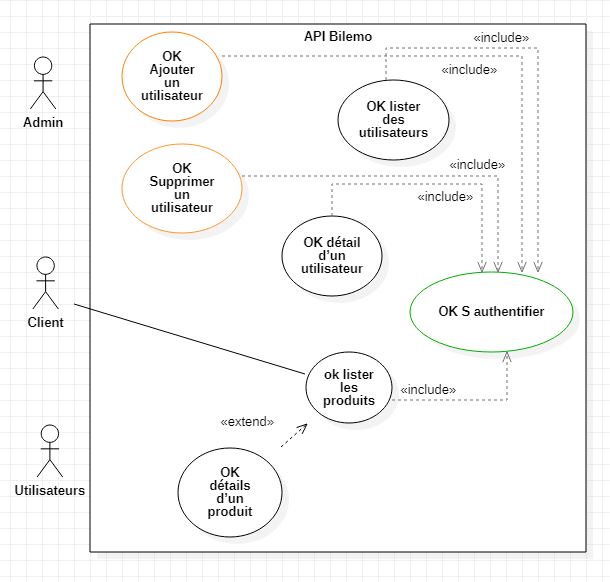 API Bilemo
«include»
OK
Ajouter
un
utilisateur
«include»
Admin
OK lister
des
utilisateurs
«include»
OK
Supprimer
un
utilisateur
«include»
OK détail
d'un
utilisateur
OK S authentifier
Client
ok lister
les
produits
«include»
«extend»
Utilisateurs
OK
détails
d'un
produit